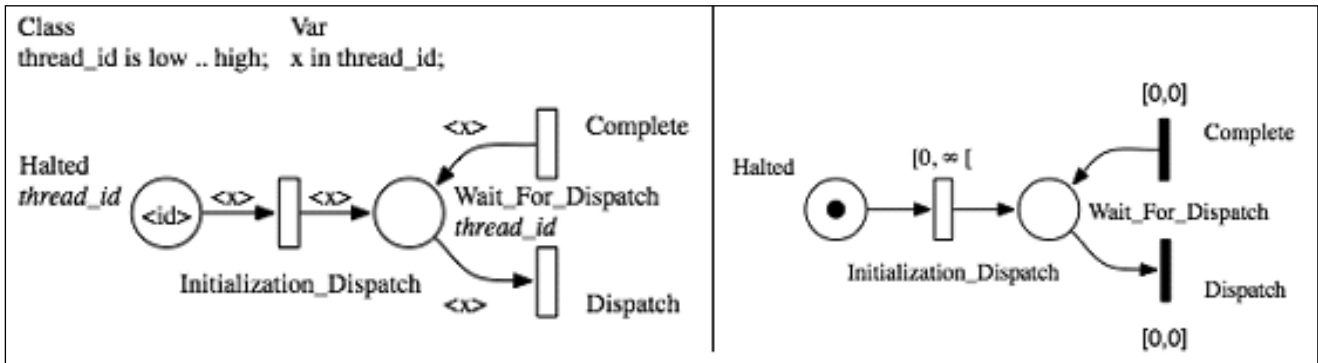 Class Var
thread_id is low .. high; x in thread_id;
<x> Complete
Halted
thread_id
<id>
<x> <x>
Wait_For_Dispatch
thread_id
Initialization_Dispatch
<x> Dispatch
[0,0]
Complete
Halted
[0, ∞ [
Wait_For_Dispatch
Initialization_Dispatch
Dispatch
[0,0]